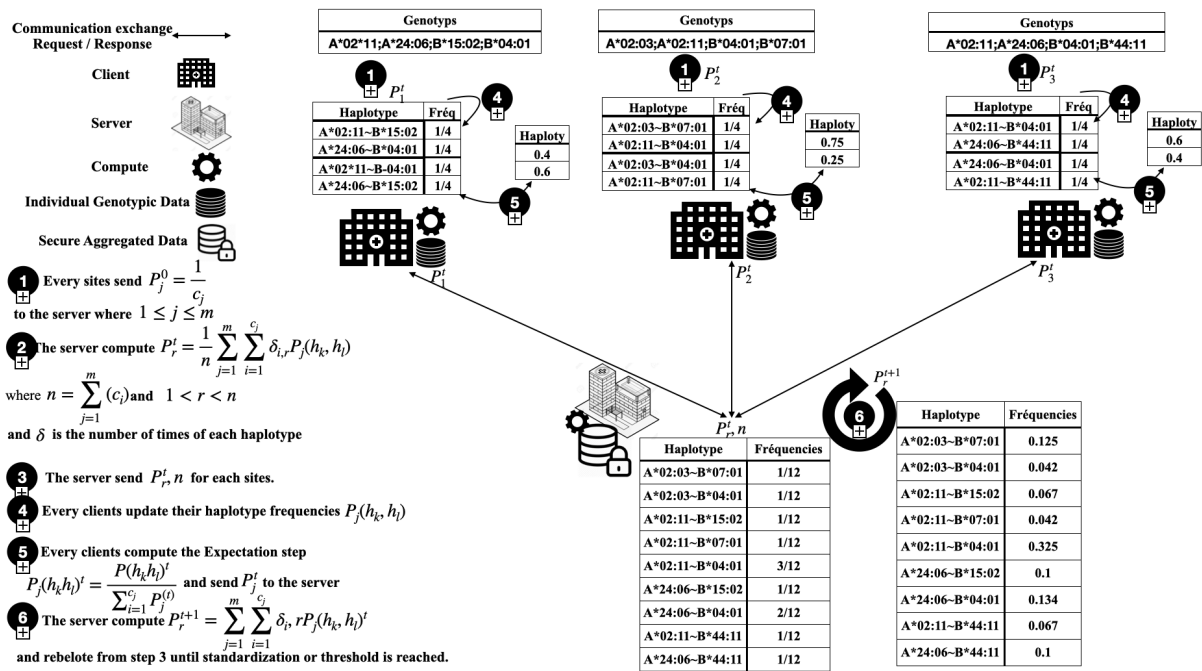 Communication exchange
Request / Response
Client
Server
Compute
Individual Genotypic Data
Secure Aggregated Data
1 Every sites send P_j^0 = 1/c_j
to the server where 1 ≤ j ≤ m
2 The server compute P_r^t = 1/n ∑_{j=1}^{m} ∑_{i=1}^{c_j} δ_{i,r} P_j(h_k, h_l)
where n = ∑_{j=1}^{m} (c_i) and 1 < r < n
and δ is the number of times of each haplotype
3 The server send P_r^t, n for each sites.
4 Every clients update their haplotype frequencies P_j(h_k, h_l)
5 Every clients compute the Expectation step
P_j(h_k h_l)^t = P(h_k h_l)^t / ∑_{i=1}^{c_j} P_j^{(t)} and send P_j^t to the server
6 The server compute P_r^{t+1} = ∑_{j=1}^{m} ∑_{i=1}^{c_j} δ_i, r P_j(h_k, h_l)^t
and rebelote from step 3 until standardization or threshold is reached.
Genotyps
A*02*11;A*24:06;B*15:02;B*04:01
1 P_1^t
4
Haplotype Fréq
A*02:11~B*15:02 1/4
A*24:06~B*04:01 1/4
A*02*11~B-04:01 1/4
A*24:06~B*15:02 1/4
Haploty
0.4
0.6
5
P_1^t
Genotyps
A*02:03;A*02:11;B*04:01;B*07:01
1 P_2^t
4
Haplotype Fréq
A*02:03~B*07:01 1/4
A*02:11~B*04:01 1/4
A*02:03~B*04:01 1/4
A*02:11~B*07:01 1/4
Haploty
0.75
0.25
5
P_2^t
Genotyps
A*02:11;A*24:06;B*04:01;B*44:11
1 P_3^t
4
Haplotype Fréq
A*02:11~B*04:01 1/4
A*24:06~B*44:11 1/4
A*24:06~B*04:01 1/4
A*02:11~B*44:11 1/4
Haploty
0.6
0.4
5
P_3^t
P_r^t, n
Haplotype Fréquencies
A*02:03~B*07:01 1/12
A*02:03~B*04:01 1/12
A*02:11~B*15:02 1/12
A*02:11~B*07:01 1/12
A*02:11~B*04:01 3/12
A*24:06~B*15:02 1/12
A*24:06~B*04:01 2/12
A*02:11~B*44:11 1/12
A*24:06~B*44:11 1/12
6 P_r^{t+1}
Haplotype Fréquencies
A*02:03~B*07:01 0.125
A*02:03~B*04:01 0.042
A*02:11~B*15:02 0.067
A*02:11~B*07:01 0.042
A*02:11~B*04:01 0.325
A*24:06~B*15:02 0.1
A*24:06~B*04:01 0.134
A*02:11~B*44:11 0.067
A*24:06~B*44:11 0.1